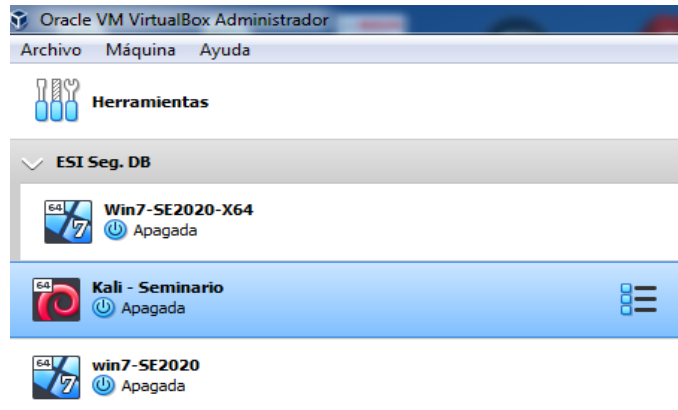 Oracle VM VirtualBox Administrador
Archivo Máquina Ayuda
Herramientas
ESI Seg. DB
64
7
Win7-SE2020-X64
Apagada
64
Kali - Seminario
Apagada
64
7
win7-SE2020
Apagada